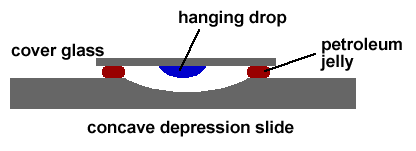 hanging drop
cover glass
petroleum
jelly
concave depression slide